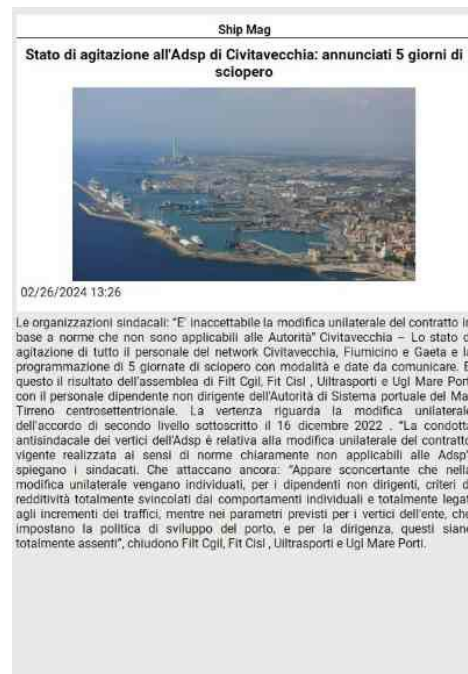 Ship Mag
Stato di agitazione all'Adsp di Civitavecchia: annunciati 5 giorni di
sciopero
02/26/2024 13:26
Le organizzazioni sindacali: “E' inaccettabile la modifica unilaterale del contratto in
base a norme che non sono applicabili alle Autorità” Civitavecchia – Lo stato d
agitazione di tutto il personale del network Civitavecchia, Fiumicino e Gaeta e la
programmazione di 5 giornate di sciopero con modalità e date da comunicare. E
questo il risultato dell'assemblea di Filt Cgil, Fit Cisl , Uiltrasporti e Ugl Mare Port
con il personale dipendente non dirigente dell'Autorità di Sistema portuale del Mar
Tirreno centrosettentrionale. La vertenza riguarda la modifica unilaterale
dell'accordo di secondo livello sottoscritto il 16 dicembre 2022 . “La condotta
antisindacale dei vertici dell'Adsp è relativa alla modifica unilaterale del contratto
vigente realizzata ai sensi di norme chiaramente non applicabili alle Adsp”
spiegano i sindacati. Che attaccano ancora: “Appare sconcertante che nella
modifica unilaterale vengano individuati, per i dipendenti non dirigenti, criteri d
redditività totalmente svincolati dai comportamenti individuali e totalmente legat
agli incrementi dei traffici, mentre nei parametri previsti per i vertici dell'ente, che
impostano la politica di sviluppo del porto, e per la dirigenza, questi siano
totalmente assenti”, chiudono Filt Cgil, Fit Cisl , Uiltrasporti e Ugl Mare Porti.